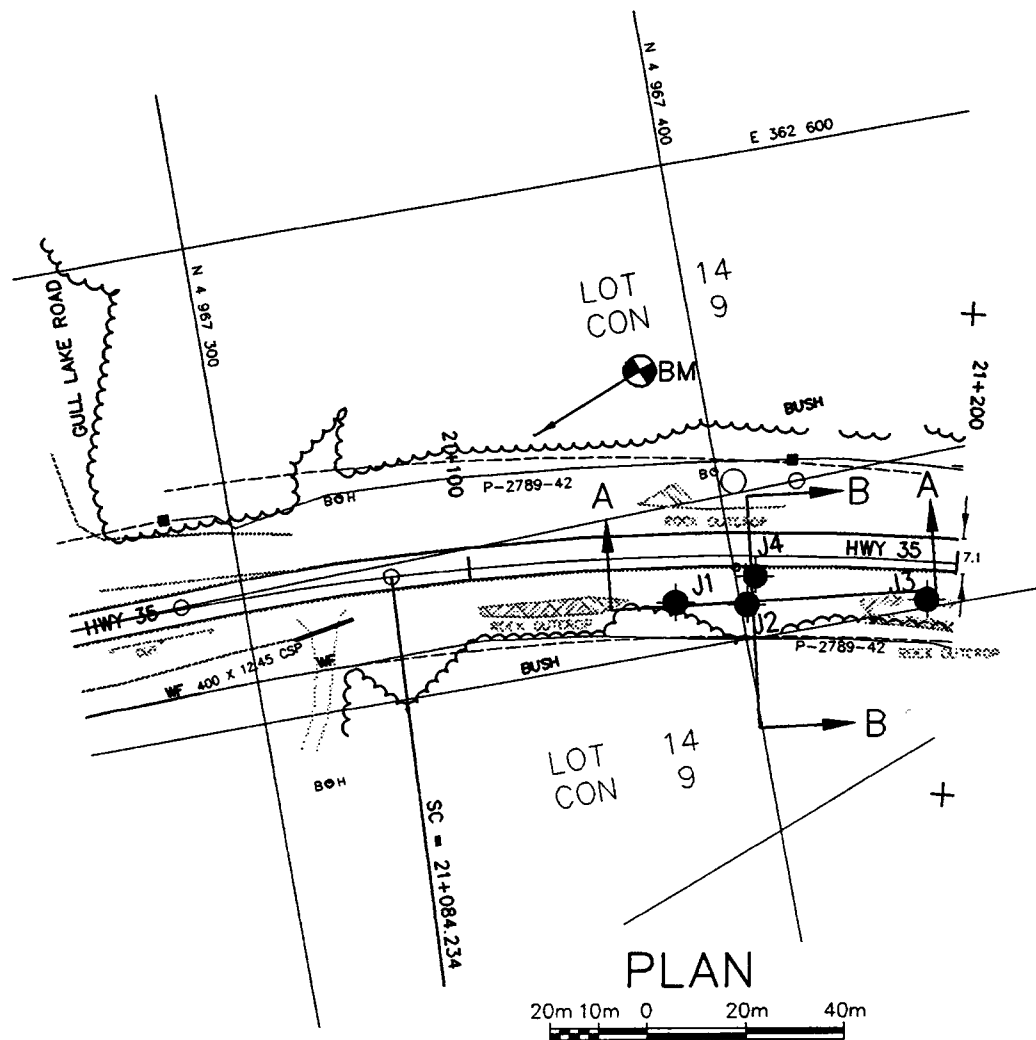 N 4 967 400
E 362 600
N 4 967 300
GULL LAKE ROAD
LOT 14
CON 9
BM
21+200
BUSH
21+100
P-2789-42
B
B H
A
B
A
ROCK OUTCROP
J4
HWY 35
7.1
J1
J3
J2
HWY 35
ROCK OUTCROP
P-2789-42
ROCK OUTCROP
WF
WF 400 X 12.45 CSP
BUSH
B
LOT 14
CON 9
B H
SC = 21+084.234
PLAN
20m 10m 0 20m 40m